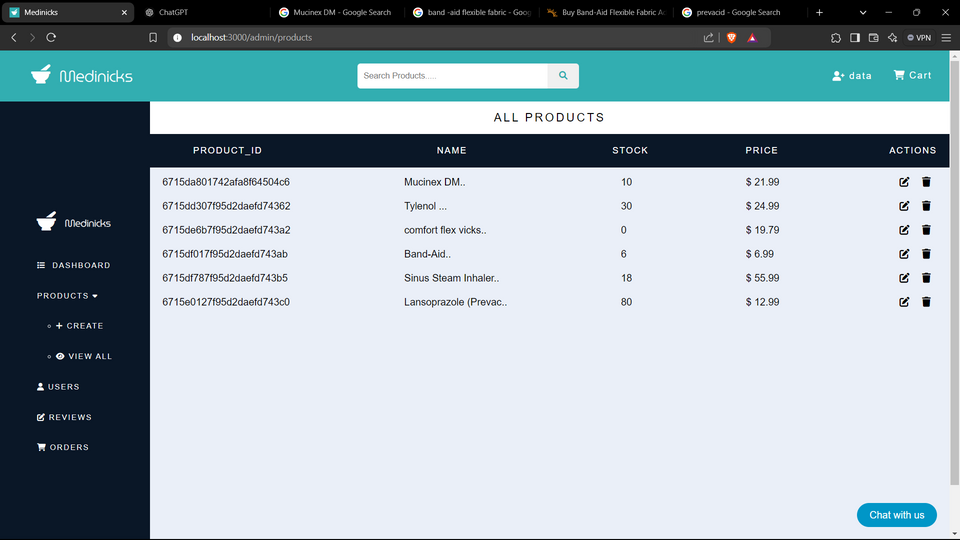 Medinicks
ChatGPT
Mucinex DM - Google Search
band -aid flexible fabric - Goog
Buy Band-Aid Flexible Fabric Ad
prevacid - Google Search
localhost:3000/admin/products
VPN
Medinicks
Search Products.....
data
Cart
ALL PRODUCTS
PRODUCT_ID NAME STOCK PRICE ACTIONS
6715da801742afa8f64504c6 Mucinex DM.. 10 $ 21.99
6715dd307f95d2daefd74362 Tylenol ... 30 $ 24.99
6715de6b7f95d2daefd743a2 comfort flex vicks.. 0 $ 19.79
6715df017f95d2daefd743ab Band-Aid.. 6 $ 6.99
6715df787f95d2daefd743b5 Sinus Steam Inhaler.. 18 $ 55.99
6715e0127f95d2daefd743c0 Lansoprazole (Prevac.. 80 $ 12.99
Medinicks
DASHBOARD
PRODUCTS
CREATE
VIEW ALL
USERS
REVIEWS
ORDERS
Chat with us